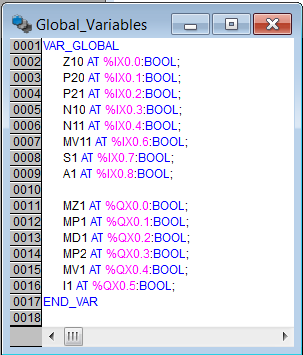 Global_Variables
0001 VAR_GLOBAL
0002 Z10 AT %IX0.0:BOOL;
0003 P20 AT %IX0.1:BOOL;
0004 P21 AT %IX0.2:BOOL;
0005 N10 AT %IX0.3:BOOL;
0006 N11 AT %IX0.4:BOOL;
0007 MV11 AT %IX0.6:BOOL;
0008 S1 AT %IX0.7:BOOL;
0009 A1 AT %IX0.8:BOOL;
0010
0011 MZ1 AT %QX0.0:BOOL;
0012 MP1 AT %QX0.1:BOOL;
0013 MD1 AT %QX0.2:BOOL;
0014 MP2 AT %QX0.3:BOOL;
0015 MV1 AT %QX0.4:BOOL;
0016 I1 AT %QX0.5:BOOL;
0017 END_VAR
0018